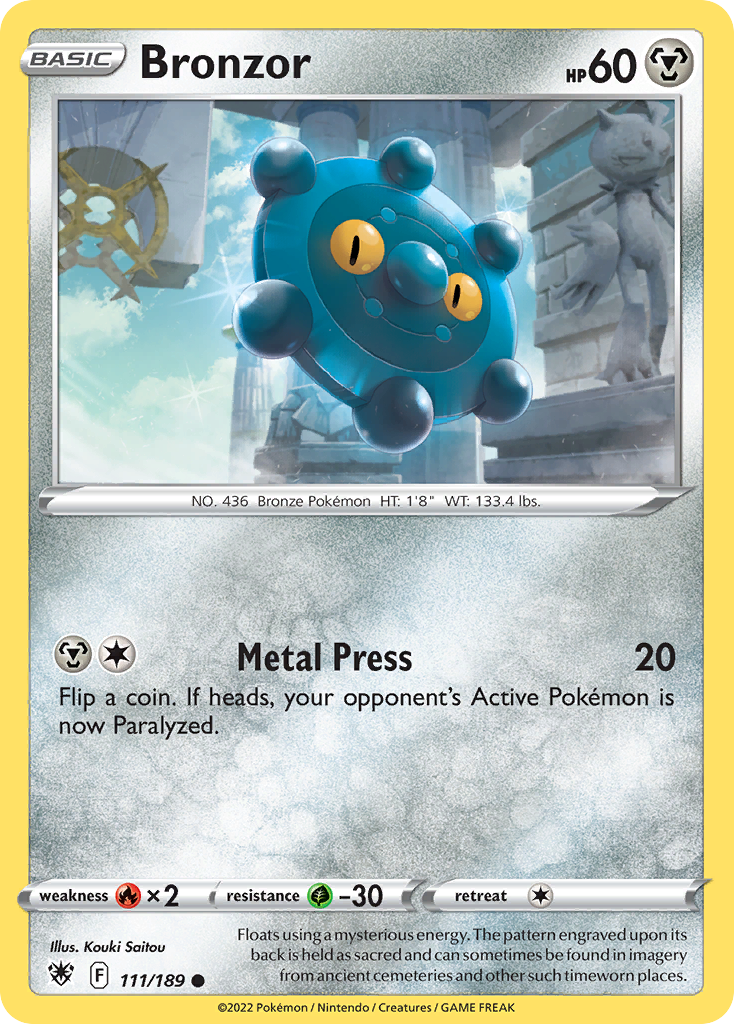 BASIC
Bronzor
HP60
NO. 436 Bronze Pokémon HT: 1'8" WT: 133.4 lbs.
Metal Press 20
Flip a coin. If heads, your opponent's Active Pokémon is
now Paralyzed.
weakness ×2 resistance -30 retreat
Illus. Kouki Saitou
Floats using a mysterious energy. The pattern engraved upon its
back is held as sacred and can sometimes be found in imagery
from ancient cemeteries and other such timeworn places.
F 111/189
©2022 Pokémon / Nintendo / Creatures / GAME FREAK